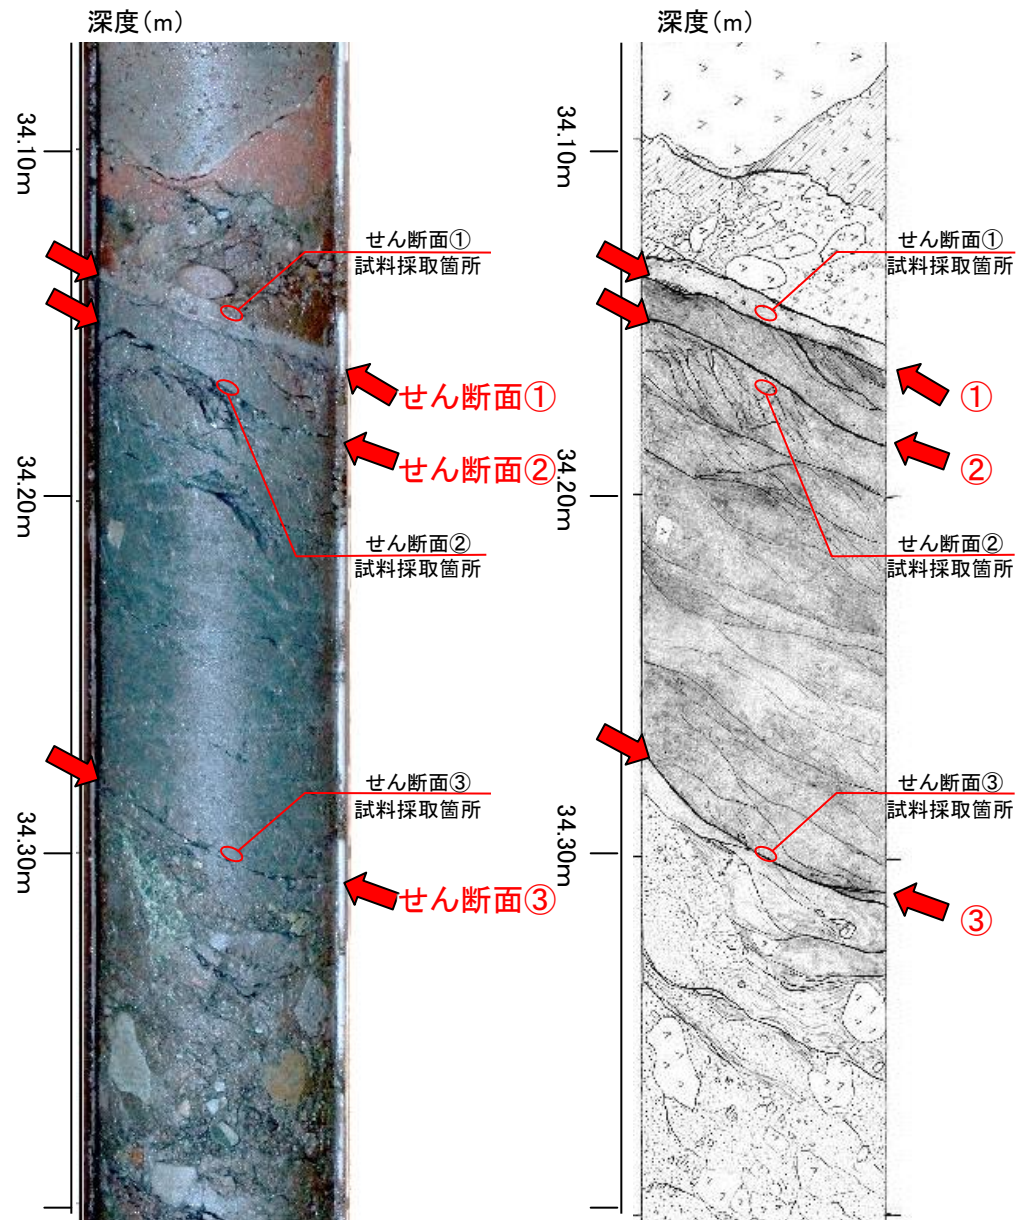 深度(m)
34.10m
せん断面①
試料採取箇所
せん断面①
せん断面②
34.20m
せん断面②
試料採取箇所
せん断面③
試料採取箇所
34.30m
せん断面③
深度(m)
34.10m
せん断面①
試料採取箇所
①
②
34.20m
せん断面②
試料採取箇所
せん断面③
試料採取箇所
34.30m
③